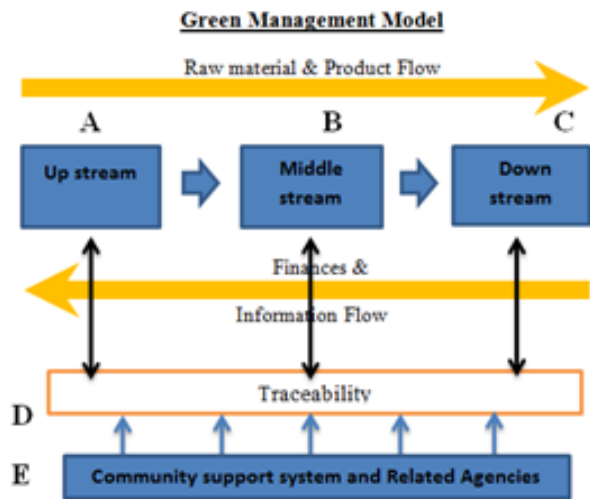 Green Management Model
Raw material & Product Flow
A
B
C
Up stream
Middle
stream
Down
stream
Finances &
Information Flow
Traceability
D
E
Community support system and Related Agencies